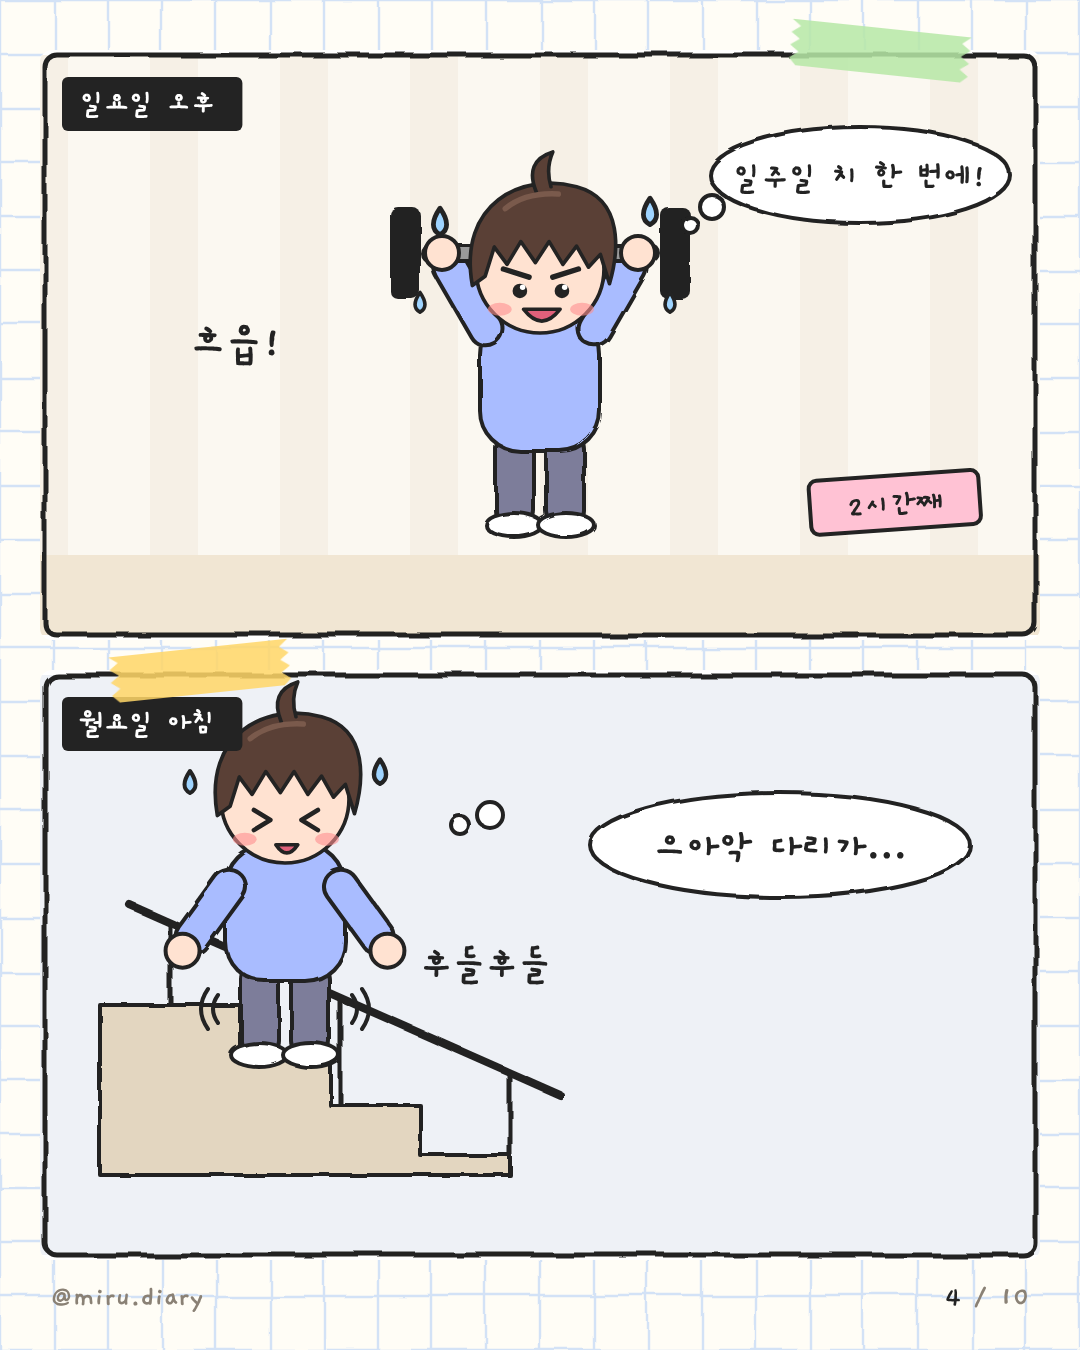 일요일 오후
일주일 치 한 번에!
흐읍!
2시간째
월요일 아침
으아악 다리가...
후들후들
@miru.diary
4 / 10